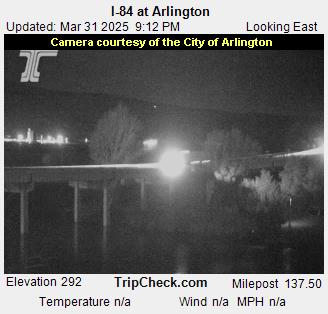 I-84 at Arlington
Updated: Mar 31 2025 9:12 PM Looking East
Camera courtesy of the City of Arlington
Elevation 292 TripCheck.com Milepost 137.50
Temperature n/a Wind n/a MPH n/a